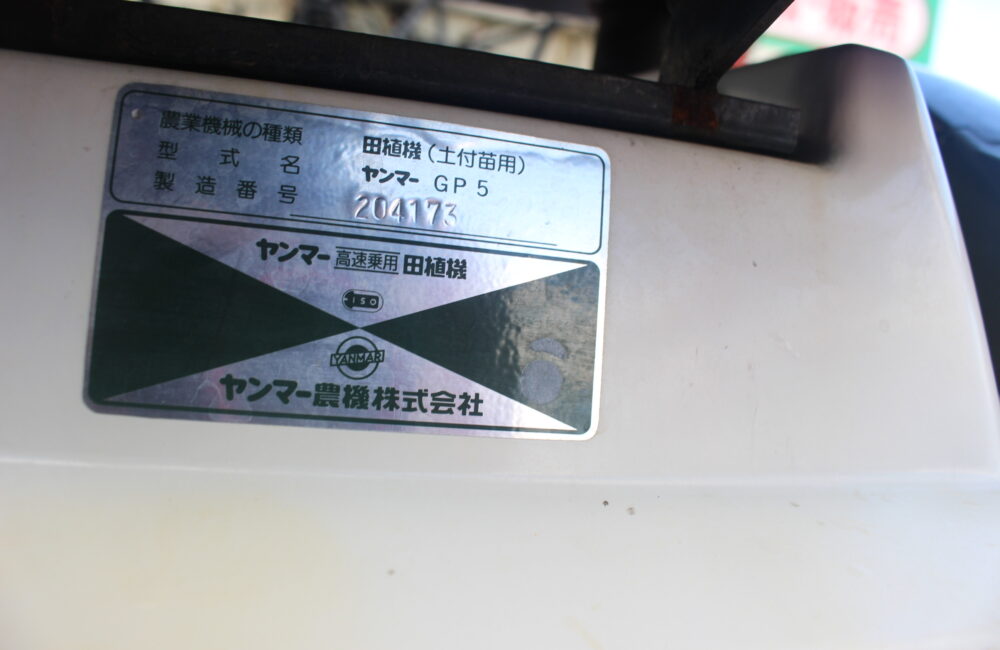 農業機械の種類 田植機(土付苗用)
型式名 ヤンマー GP5
製造番号 204173
ヤンマー高速乗用田植機
ISO
YANMAR
ヤンマー農機株式会社